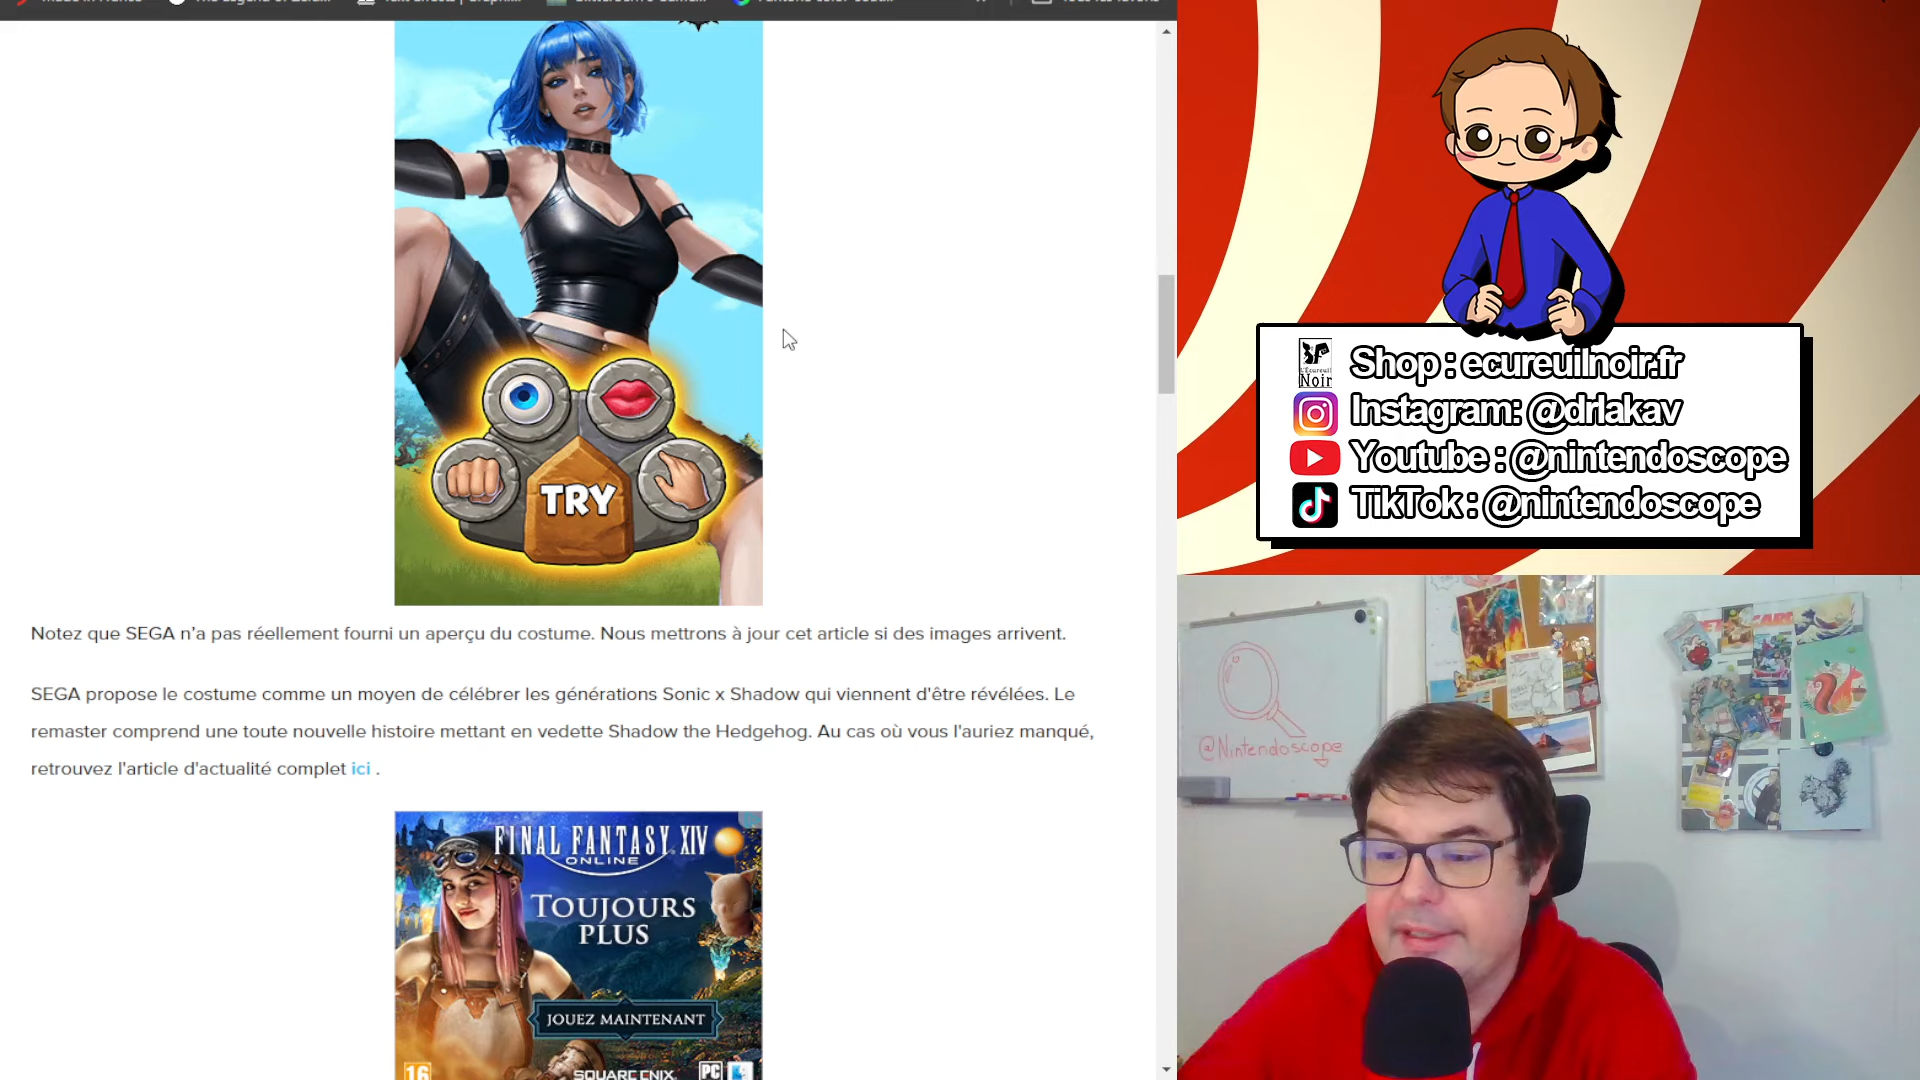 TRY
Notez que SEGA n’a pas réellement fourni un aperçu du costume. Nous mettrons à jour cet article si des images arrivent.
SEGA propose le costume comme un moyen de célébrer les générations Sonic x Shadow qui viennent d'être révélées. Le
remaster comprend une toute nouvelle histoire mettant en vedette Shadow the Hedgehog. Au cas où vous l'auriez manqué,
retrouvez l'article d'actualité complet ici .
FINAL FANTASY XIV
ONLINE
TOUJOURS
PLUS
JOUEZ MAINTENANT
16
SQUARE ENIX
PC
L'Écureuil
Noir
Shop : ecureuilnoir.fr
Instagram: @drlakav
Youtube : @nintendoscope
TikTok : @nintendoscope
@Nintendoscope